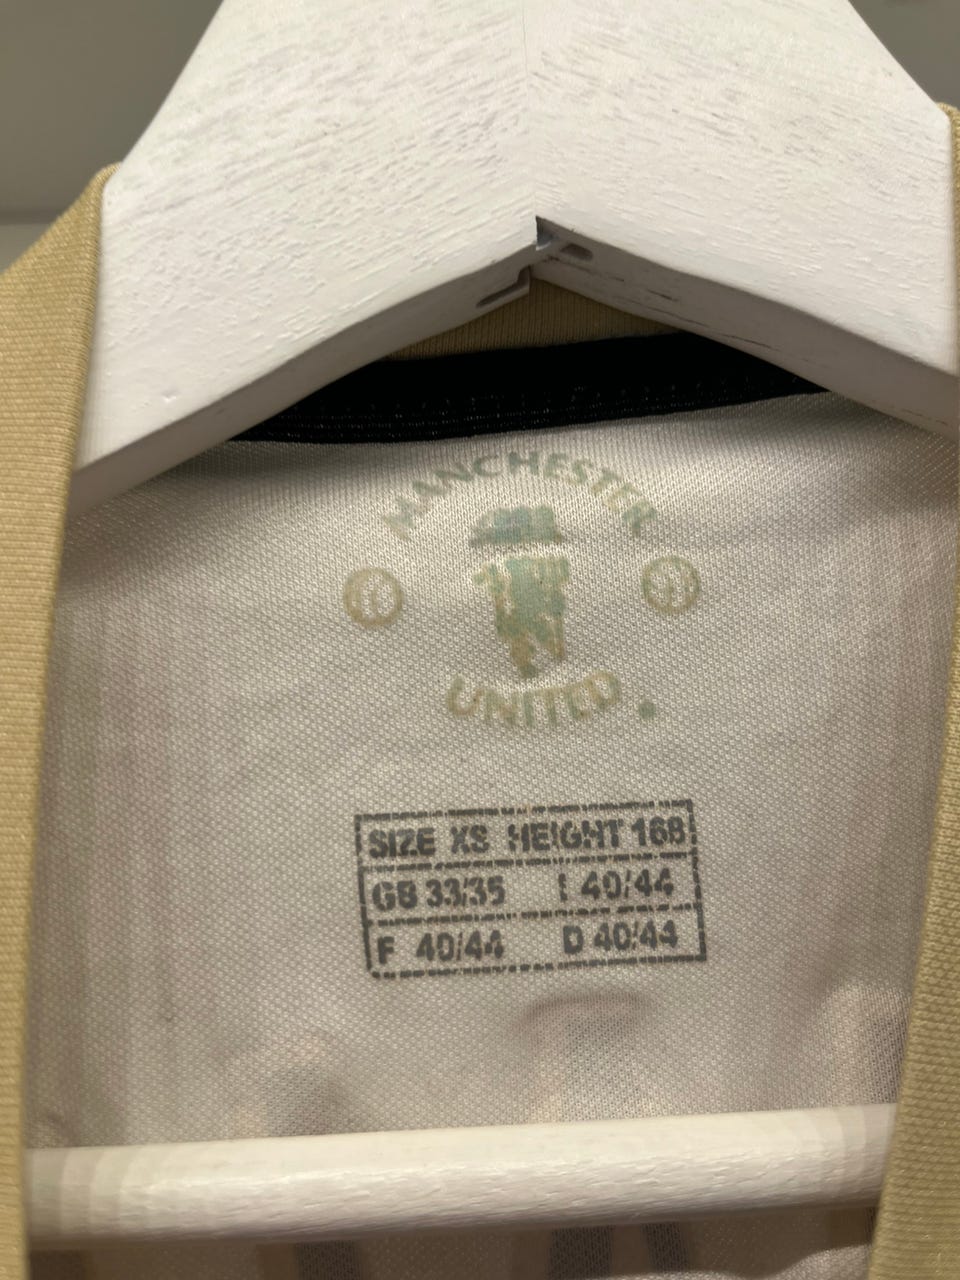 MANCHESTER
UNITED
SIZE XS HEIGHT 168
GB 33/35 I 40/44
F 40/44 D 40/44